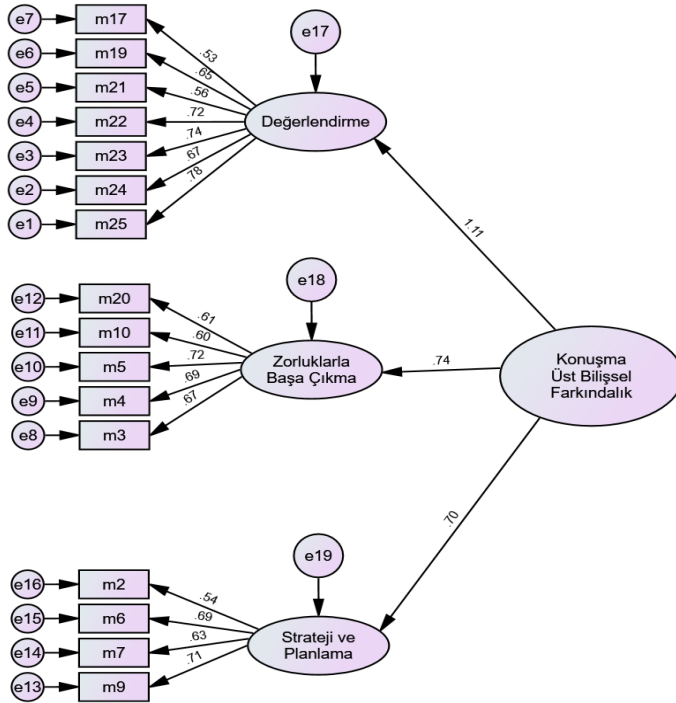 e7
m17
e6
m19
e5
m21
e4
m22
e3
m23
e2
m24
e1
m25
.53
.65
.56
.72
.74
.67
.78
e17
Değerlendirme
1.11
e12
m20
e11
m10
e10
m5
e9
m4
e8
m3
.61
.60
.72
.69
.67
e18
Zorluklarla
Başa Çıkma
.74
Konuşma
Üst Bilişsel
Farkındalık
.70
e16
m2
e15
m6
e14
m7
e13
m9
.54
.69
.63
.71
e19
Strateji ve
Planlama